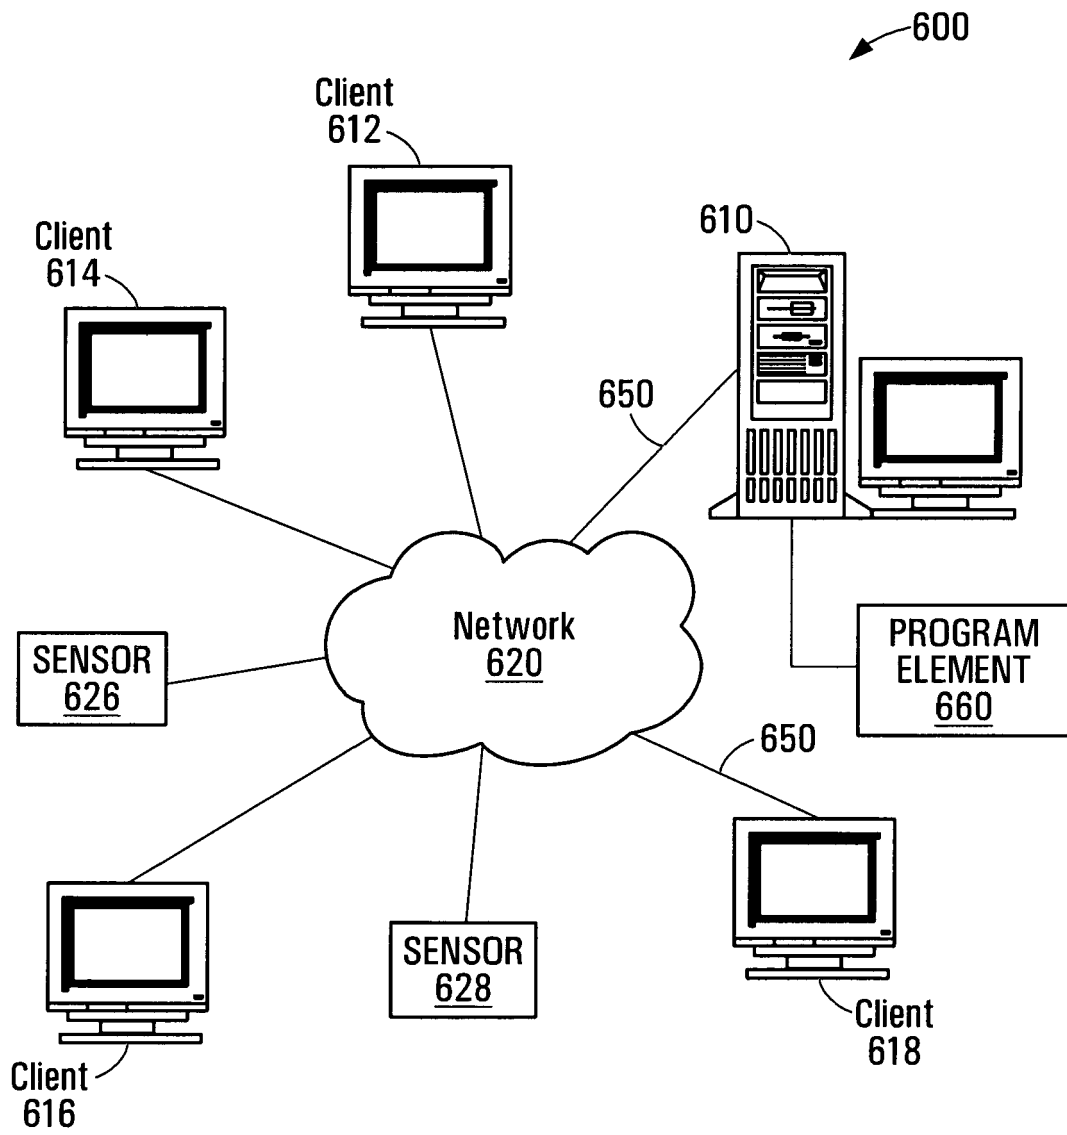 600
Client
612
610
Client
614
650
Network
620
PROGRAM
ELEMENT
660
SENSOR
626
650
SENSOR
628
Client
618
Client
616